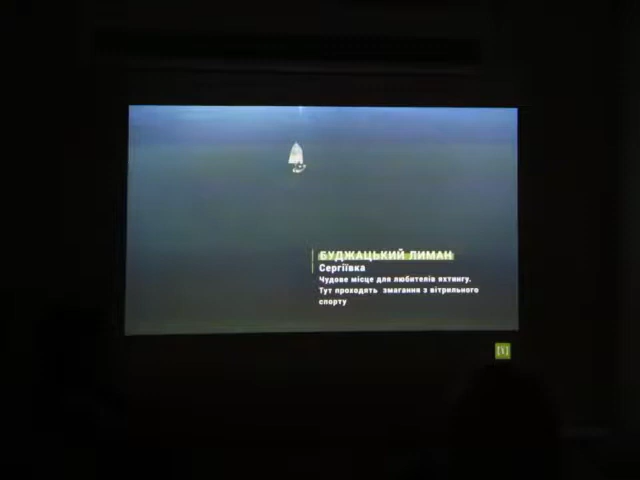 БУДЖАЦЬКИЙ ЛИМАН
Сергіївка
Чудове місце для любителів яхтингу.
Тут проходять змагання з вітрильного
спорту